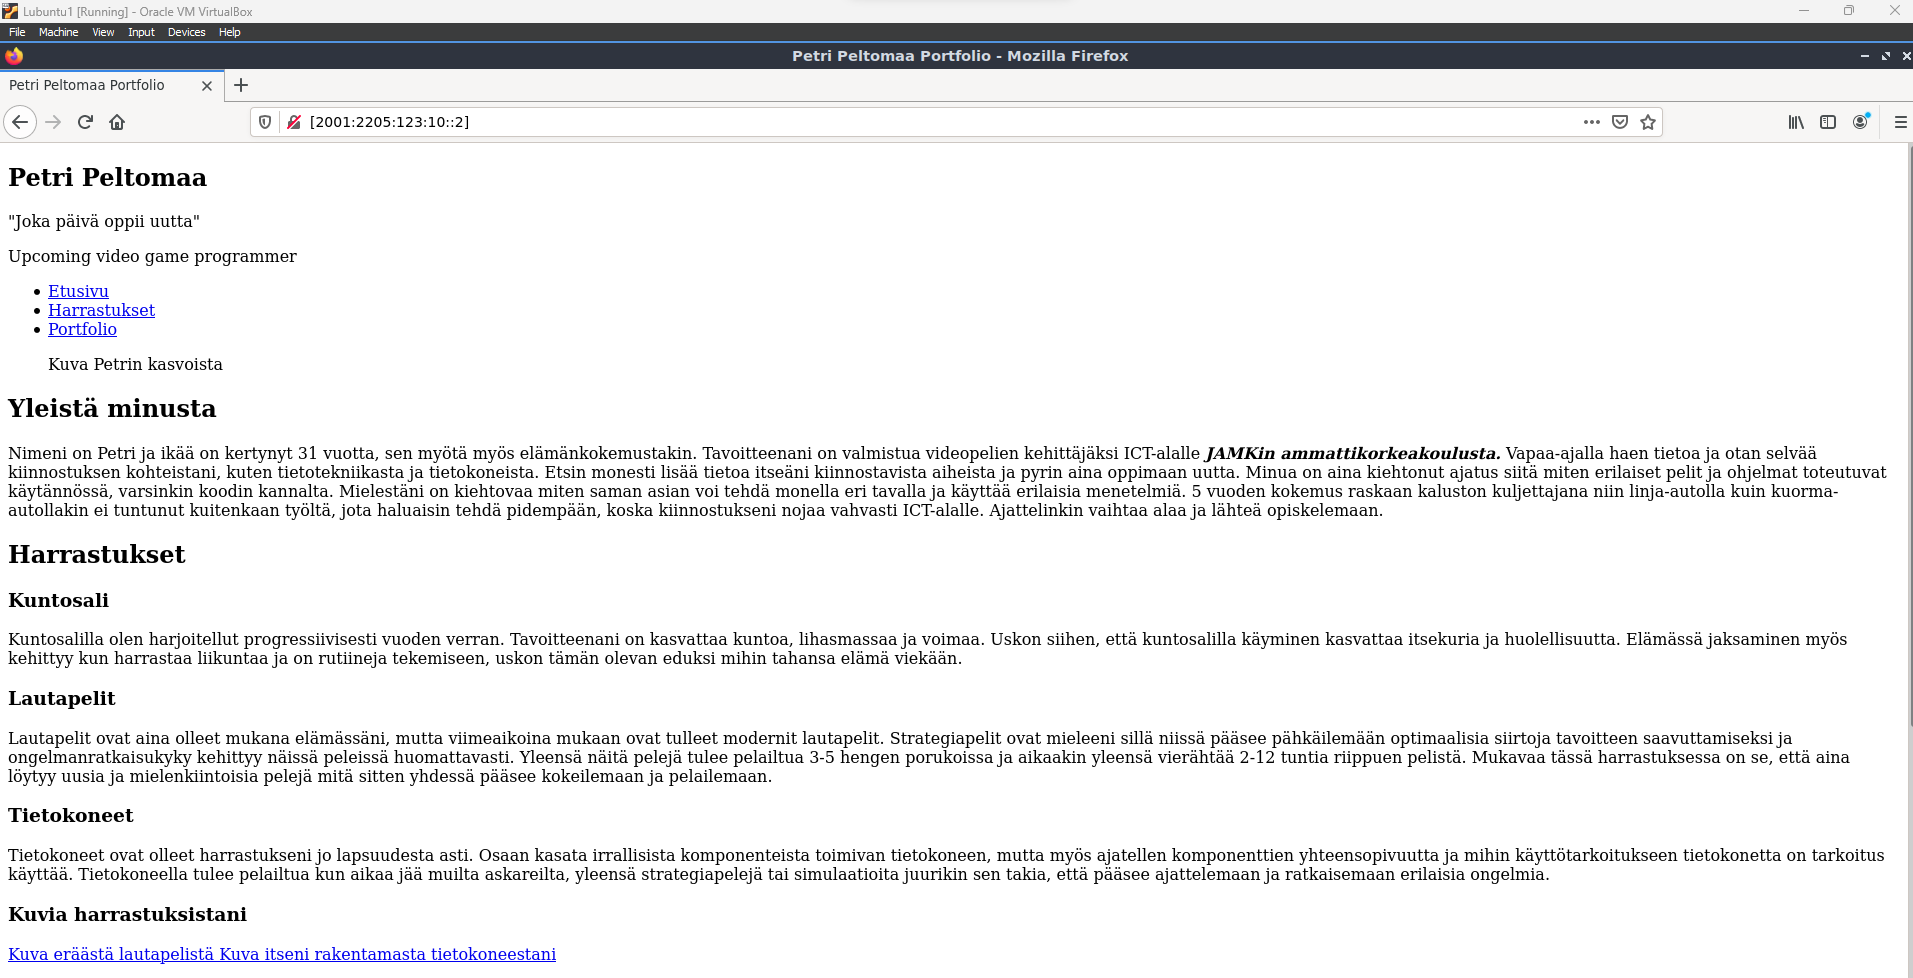 Lubuntu1 [Running] - Oracle VM VirtualBox
File Machine View Input Devices Help
Petri Peltomaa Portfolio - Mozilla Firefox
Petri Peltomaa Portfolio
[2001:2205:123:10::2]
Petri Peltomaa
"Joka päivä oppii uutta"
Upcoming video game programmer
• Etusivu
• Harrastukset
• Portfolio
Kuva Petrin kasvoista
Yleistä minusta
Nimeni on Petri ja ikää on kertynyt 31 vuotta, sen myötä myös elämänkokemustakin. Tavoitteenani on valmistua videopelien kehittäjäksi ICT-alalle JAMKin ammattikorkeakoulusta. Vapaa-ajalla haen tietoa ja otan selvää
kiinnostuksen kohteistani, kuten tietotekniikasta ja tietokoneista. Etsin monesti lisää tietoa itseäni kiinnostavista aiheista ja pyrin aina oppimaan uutta. Minua on aina kiehtonut ajatus siitä miten erilaiset pelit ja ohjelmat toteutuvat
käytännössä, varsinkin koodin kannalta. Mielestäni on kiehtovaa miten saman asian voi tehdä monella eri tavalla ja käyttää erilaisia menetelmiä. 5 vuoden kokemus raskaan kaluston kuljettajana niin linja-autolla kuin kuorma-
autollakin ei tuntunut kuitenkaan työltä, jota haluaisin tehdä pidempään, koska kiinnostukseni nojaa vahvasti ICT-alalle. Ajattelinkin vaihtaa alaa ja lähteä opiskelemaan.
Harrastukset
Kuntosali
Kuntosalilla olen harjoitellut progressiivisesti vuoden verran. Tavoitteenani on kasvattaa kuntoa, lihasmassaa ja voimaa. Uskon siihen, että kuntosalilla käyminen kasvattaa itsekuria ja huolellisuutta. Elämässä jaksaminen myös
kehittyy kun harrastaa liikuntaa ja on rutiineja tekemiseen, uskon tämän olevan eduksi mihin tahansa elämä viekään.
Lautapelit
Lautapelit ovat aina olleet mukana elämässäni, mutta viimeaikoina mukaan ovat tulleet modernit lautapelit. Strategiapelit ovat mieleeni sillä niissä pääsee pähkäilemään optimaalisia siirtoja tavoitteen saavuttamiseksi ja
ongelmanratkaisukyky kehittyy näissä peleissä huomattavasti. Yleensä näitä pelejä tulee pelailtua 3-5 hengen porukoissa ja aikaakin yleensä vierähtää 2-12 tuntia riippuen pelistä. Mukavaa tässä harrastuksessa on se, että aina
löytyy uusia ja mielenkiintoisia pelejä mitä sitten yhdessä pääsee kokeilemaan ja pelailemaan.
Tietokoneet
Tietokoneet ovat olleet harrastukseni jo lapsuudesta asti. Osaan kasata irrallisista komponenteista toimivan tietokoneen, mutta myös ajatellen komponenttien yhteensopivuutta ja mihin käyttötarkoitukseen tietokonetta on tarkoitus
käyttää. Tietokoneella tulee pelailtua kun aikaa jää muilta askareilta, yleensä strategiapelejä tai simulaatioita juurikin sen takia, että pääsee ajattelemaan ja ratkaisemaan erilaisia ongelmia.
Kuvia harrastuksistani
Kuva eräästä lautapelistä Kuva itseni rakentamasta tietokoneestani